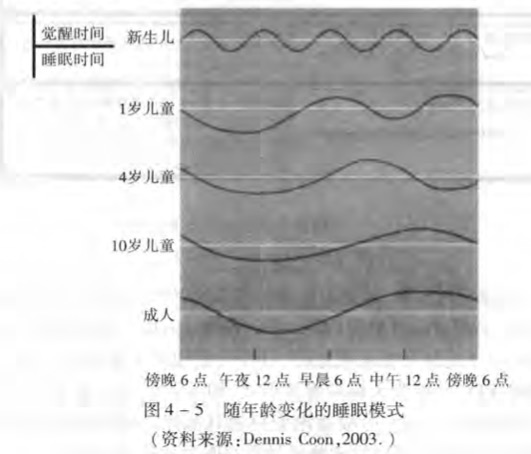 觉醒时间
睡眠时间
新生儿
1岁儿童
4岁儿童
10岁儿童
成人
傍晚6点 午夜12点 早晨6点 中午12点 傍晚6点
图4-5 随年龄变化的睡眠模式
(资料来源:Dennis Coon,2003.)